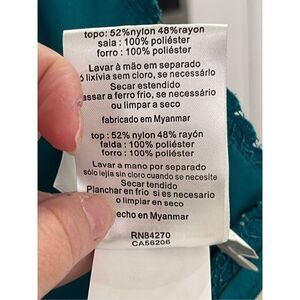 topo: 52%nylon 48%rayon
saia : 100% poliéster
forro : 100% poliéster
Lavar à mão em separado
ó lixívia sem cloro, se necessário
Secar estendido
assar a ferro frio, se necessário
ou limpar a seco
fabricado em Myanmar
top : 52%nylon 48%rayón
falda : 100% poliéster
forro : 100% poliéster
Lavar a mano por separado
sólo lejía sin cloro cuando se necesite
Secar tendido
Planchar en frío si es necesario
o limpiar en seco
echo en Myanmar
RN84270
CA56206